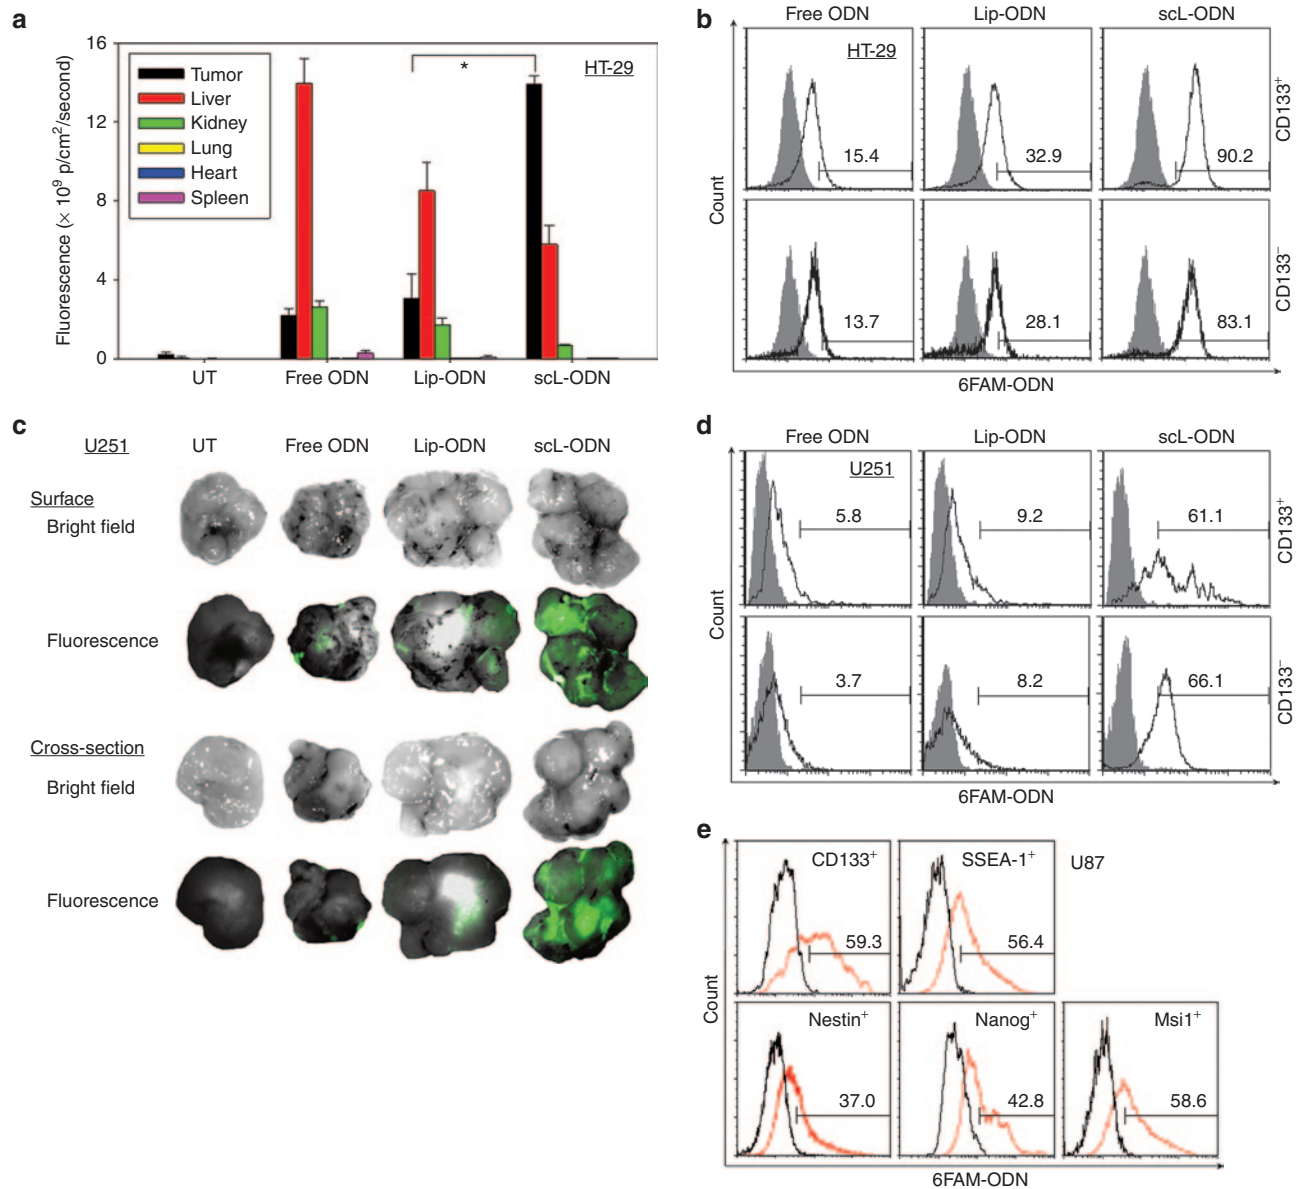 a
16
12
8
4
0
Fluorescence (× 10⁹ p/cm²/second)
Tumor
Liver
Kidney
Lung
Heart
Spleen
*
HT-29
UT Free ODN Lip-ODN scL-ODN
b
Free ODN Lip-ODN scL-ODN
HT-29
15.4 32.9 90.2
CD133⁺
13.7 28.1 83.1
CD133⁻
Count
6FAM-ODN
c
U251 UT Free ODN Lip-ODN scL-ODN
Surface
Bright field
Fluorescence
Cross-section
Bright field
Fluorescence
d
Free ODN Lip-ODN scL-ODN
U251
5.8 9.2 61.1
CD133⁺
3.7 8.2 66.1
CD133⁻
Count
6FAM-ODN
e
CD133⁺ SSEA-1⁺ U87
59.3 56.4
Nestin⁺ Nanog⁺ Msi1⁺
37.0 42.8 58.6
Count
6FAM-ODN